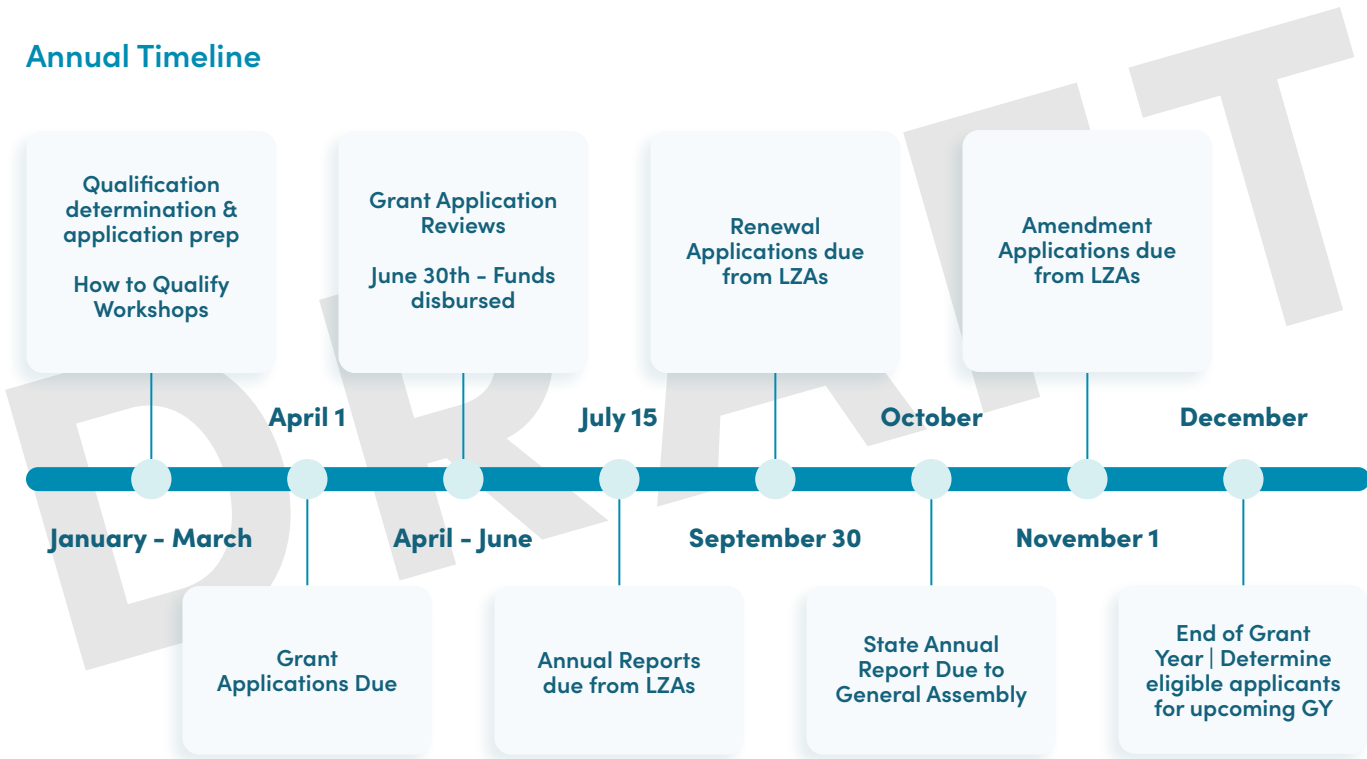 Annual Timeline
Qualification
determination &
application prep
How to Qualify
Workshops
Grant Application
Reviews
June 30th - Funds
disbursed
Renewal
Applications due
from LZAs
Amendment
Applications due
from LZAs
April 1
July 15
October
December
January - March
April - June
September 30
November 1
Grant
Applications Due
Annual Reports
due from LZAs
State Annual
Report Due to
General Assembly
End of Grant
Year | Determine
eligible applicants
for upcoming GY
DRAFT